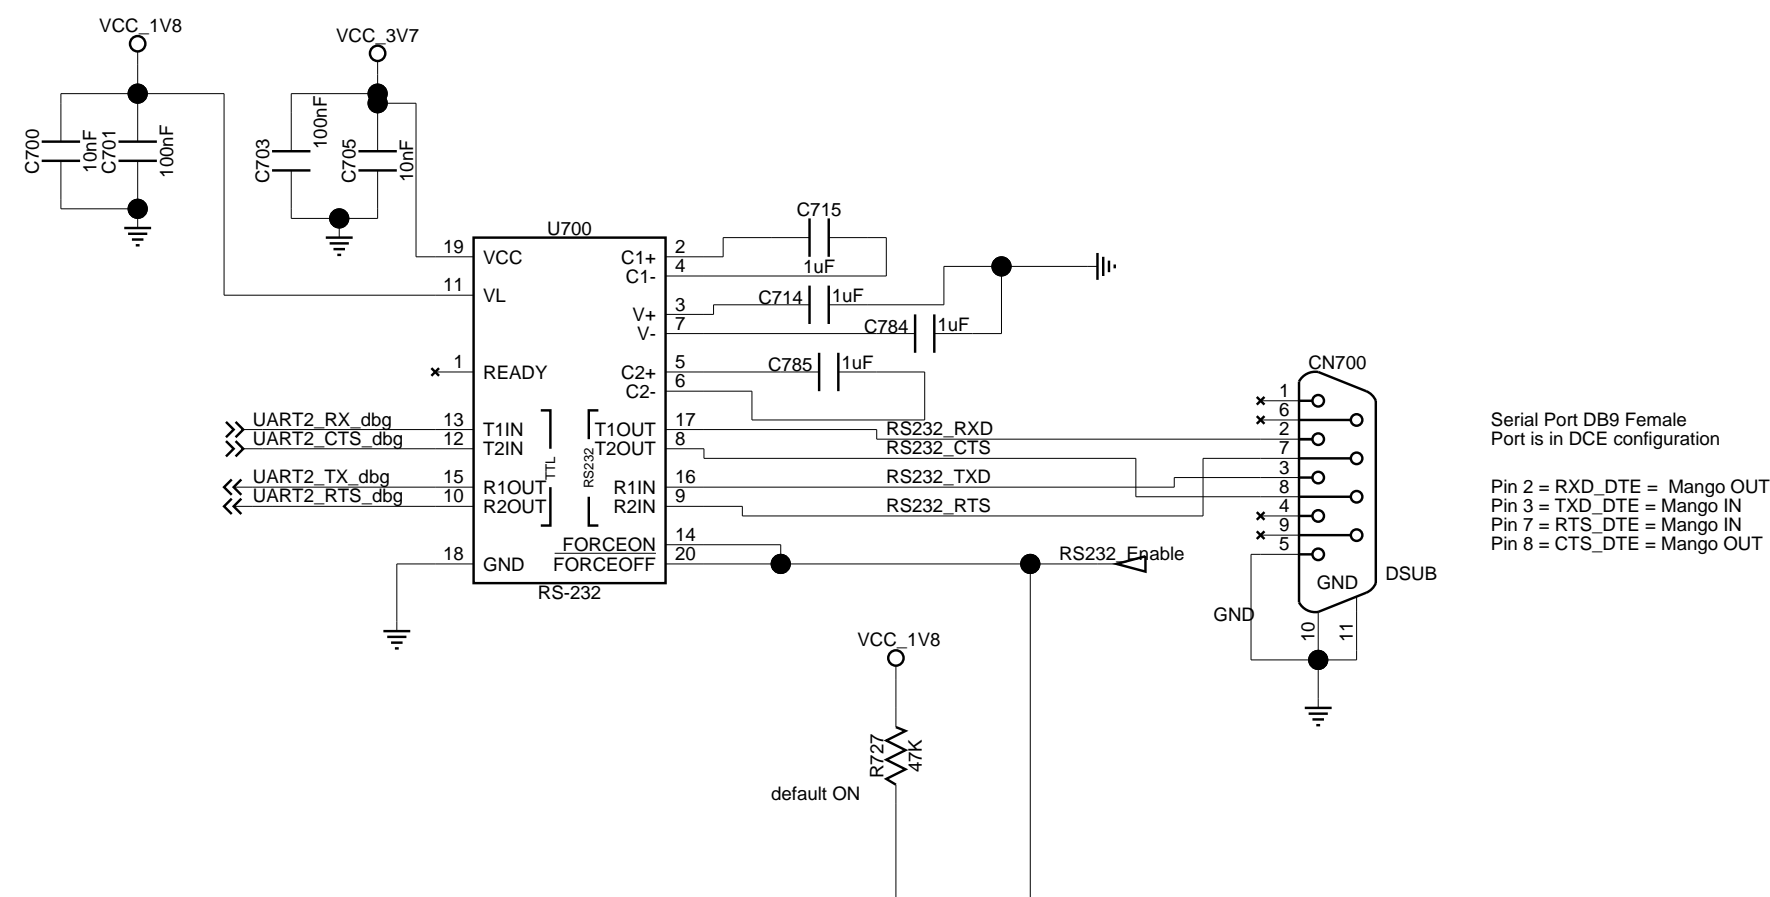 VCC_1V8
VCC_3V7
C700
10nF
C701
100nF
C703
100nF
C705
10nF
U700
19 VCC
11 VL
1 READY
UART2_RX_dbg 13 T1IN
UART2_CTS_dbg 12 T2IN
UART2_TX_dbg 15 R1OUT
UART2_RTS_dbg 10 R2OUT
18 GND
TTL
RS232
C1+ 2
C1- 4
V+ 3
V- 7
C2+ 5
C2- 6
T1OUT 17 RS232_RXD
T2OUT 8 RS232_CTS
R1IN 16 RS232_TXD
R2IN 9 RS232_RTS
FORCEON 14
FORCEOFF 20
RS-232
C715
1uF
C714 1uF
C784 1uF
C785 1uF
RS232_Enable
CN700
1
6
2
7
3
8
4
9
5
GND
DSUB
GND
10
11
Serial Port DB9 Female
Port is in DCE configuration
Pin 2 = RXD_DTE = Mango OUT
Pin 3 = TXD_DTE = Mango IN
Pin 7 = RTS_DTE = Mango IN
Pin 8 = CTS_DTE = Mango OUT
VCC_1V8
R727
47K
default ON